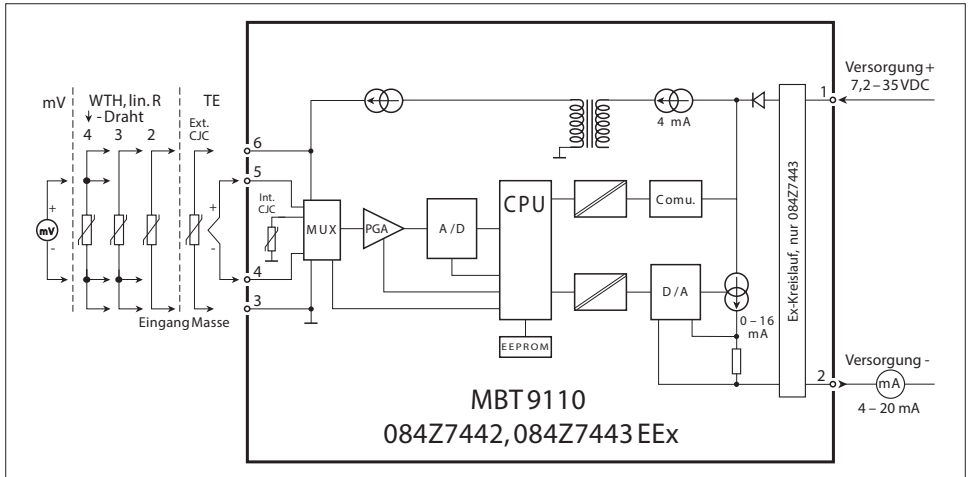 mV
WTH, lin. R
- Draht
4 3 2
TE
Ext.
CJC
+
-
mV
+
-
Eingang Masse
6
5
4
3
Int.
CJC
MUX
PGA
A/D
CPU
EEPROM
4 mA
Comu.
D/A
0–16
mA
Ex-Kreislauf, nur 084Z7443
1
2
Versorgung +
7,2–35 VDC
Versorgung -
mA
4 – 20 mA
MBT 9110
084Z7442, 084Z7443 EEx